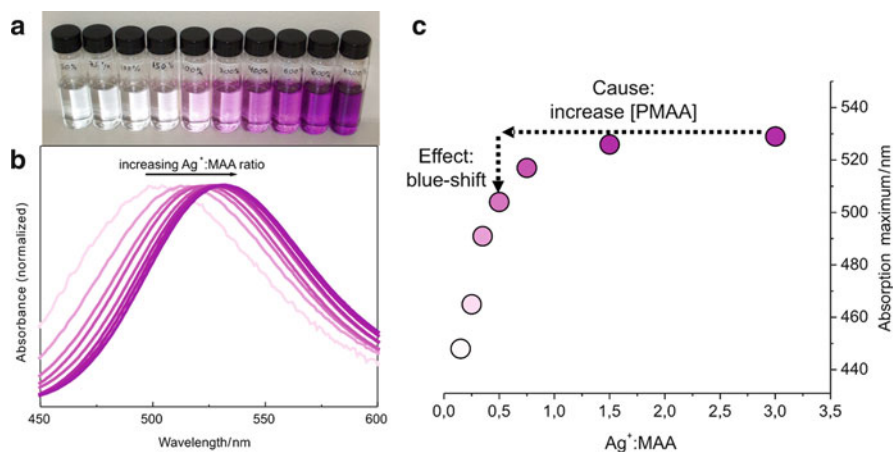 a
b
increasing Ag⁺:MAA ratio
Absorbance (normalized)
450
500
550
600
Wavelength/nm
c
Cause:
increase [PMAA]
Effect:
blue-shift
540
520
500
480
460
440
Absorption maximum/nm
0,0
0,5
1,0
1,5
2,0
2,5
3,0
3,5
Ag⁺:MAA